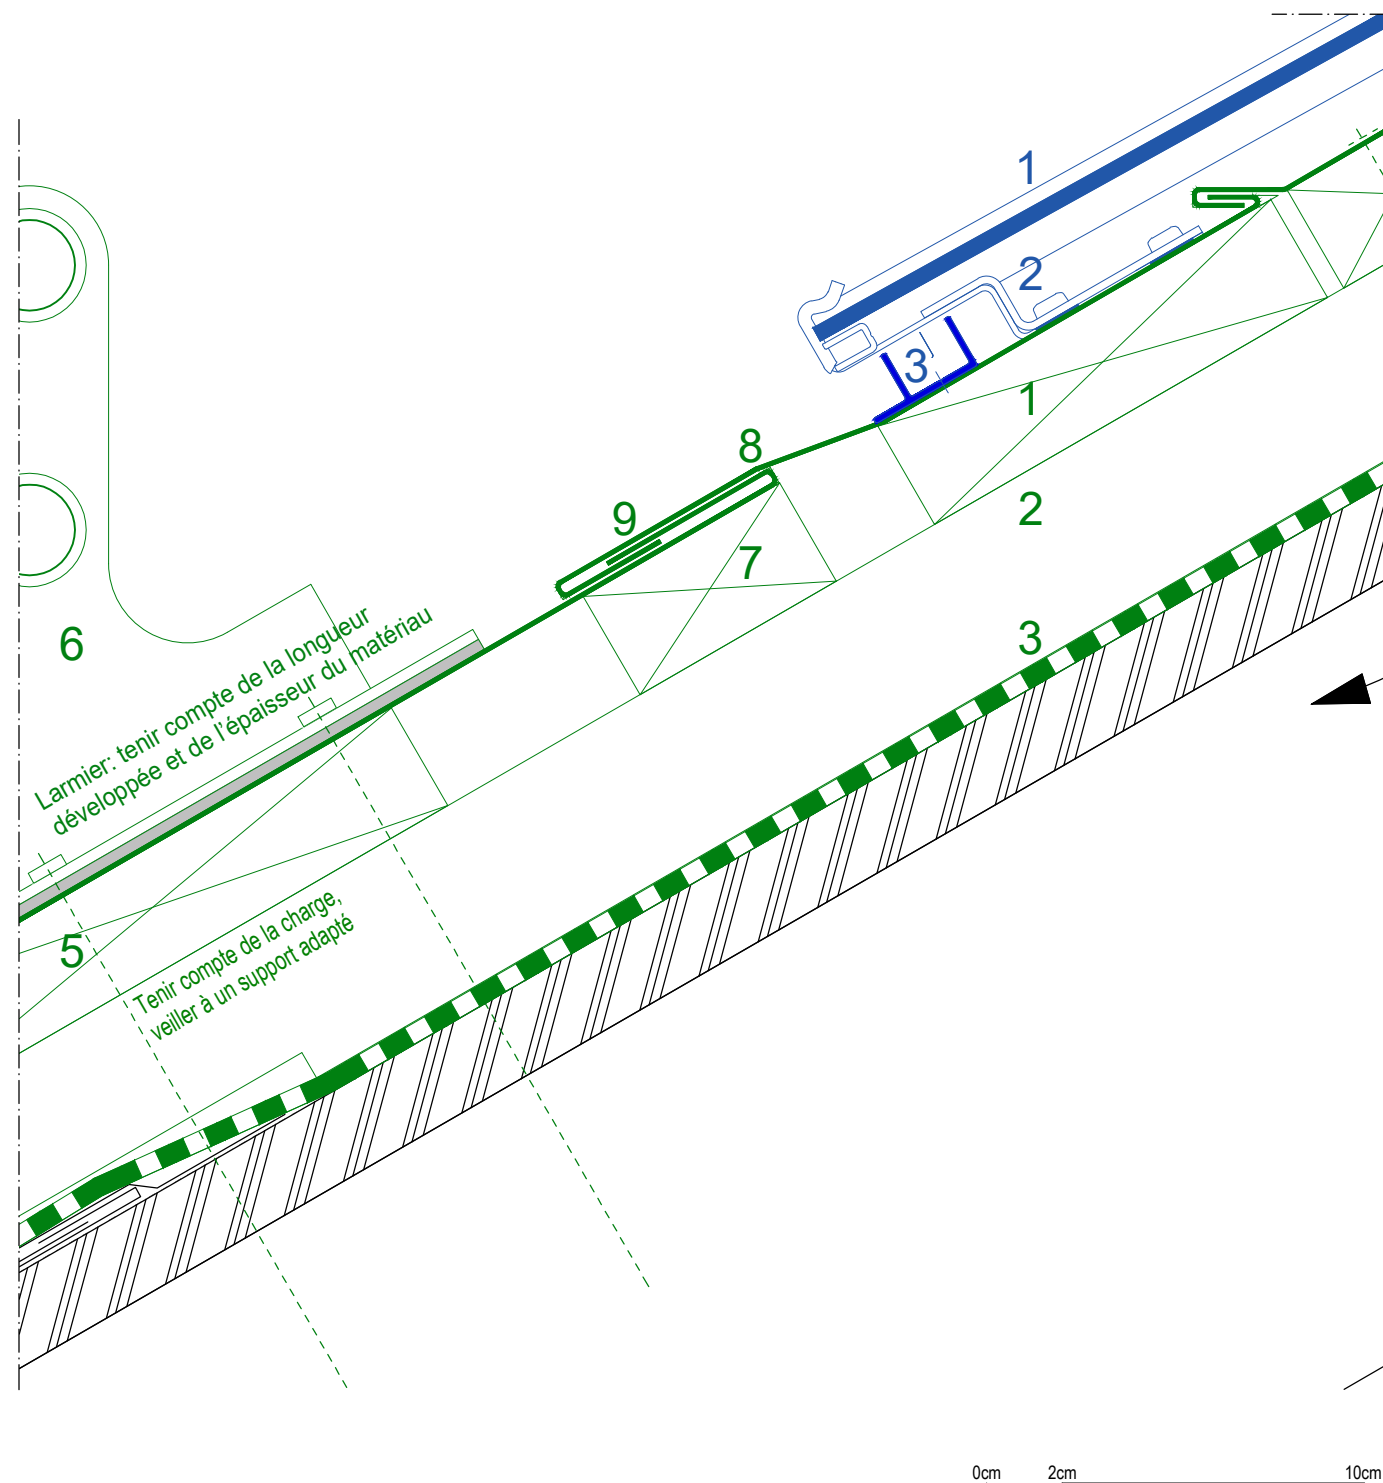 1
2
3
1
8
9
2
7
3
6
Larmier: tenir compte de la longueur
développée et de l'épaisseur du matériau
5
Tenir compte de la charge,
veiller à un support adapté
0cm 2cm 10cm